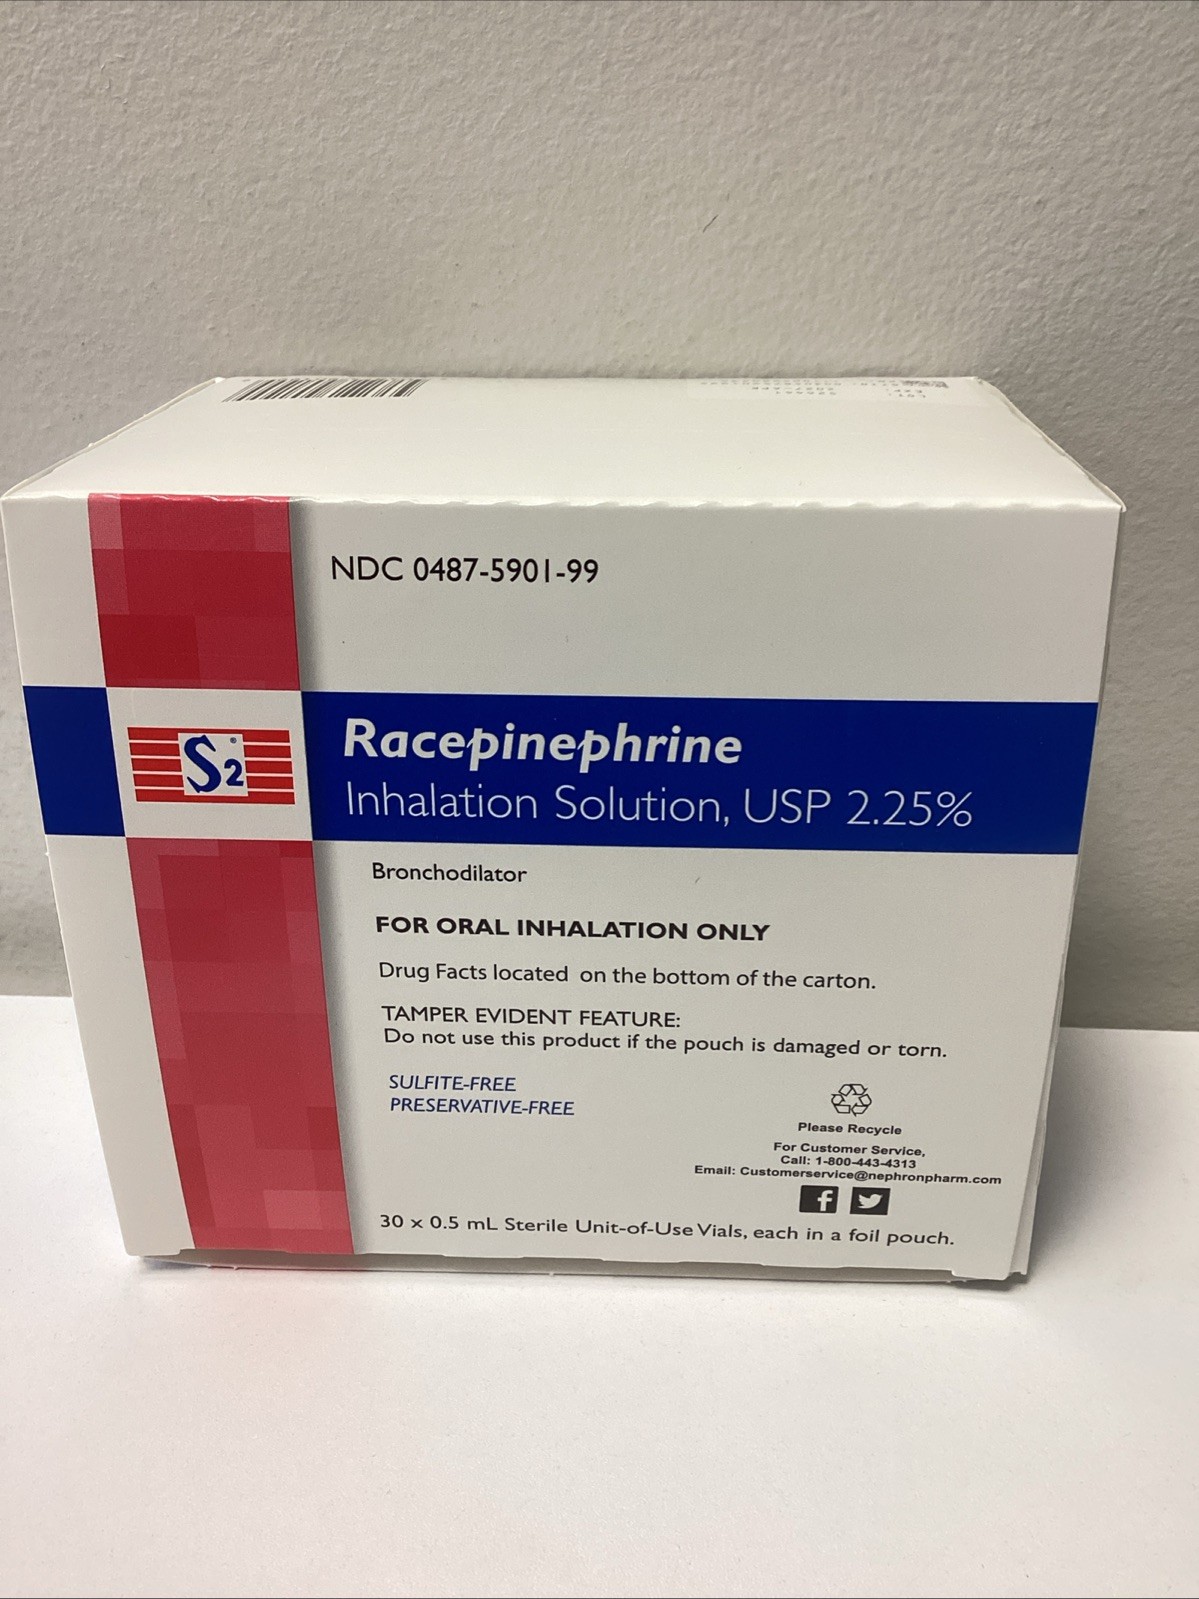 NDC 0487-5901-99
S2®
Racepinephrine
Inhalation Solution, USP 2.25%
Bronchodilator
FOR ORAL INHALATION ONLY
Drug Facts located on the bottom of the carton.
TAMPER EVIDENT FEATURE:
Do not use this product if the pouch is damaged or torn.
SULFITE-FREE
PRESERVATIVE-FREE
Please Recycle
For Customer Service,
Call: 1-800-443-4313
Email: Customerservice@nephronpharm.com
30 x 0.5 mL Sterile Unit-of-Use Vials, each in a foil pouch.